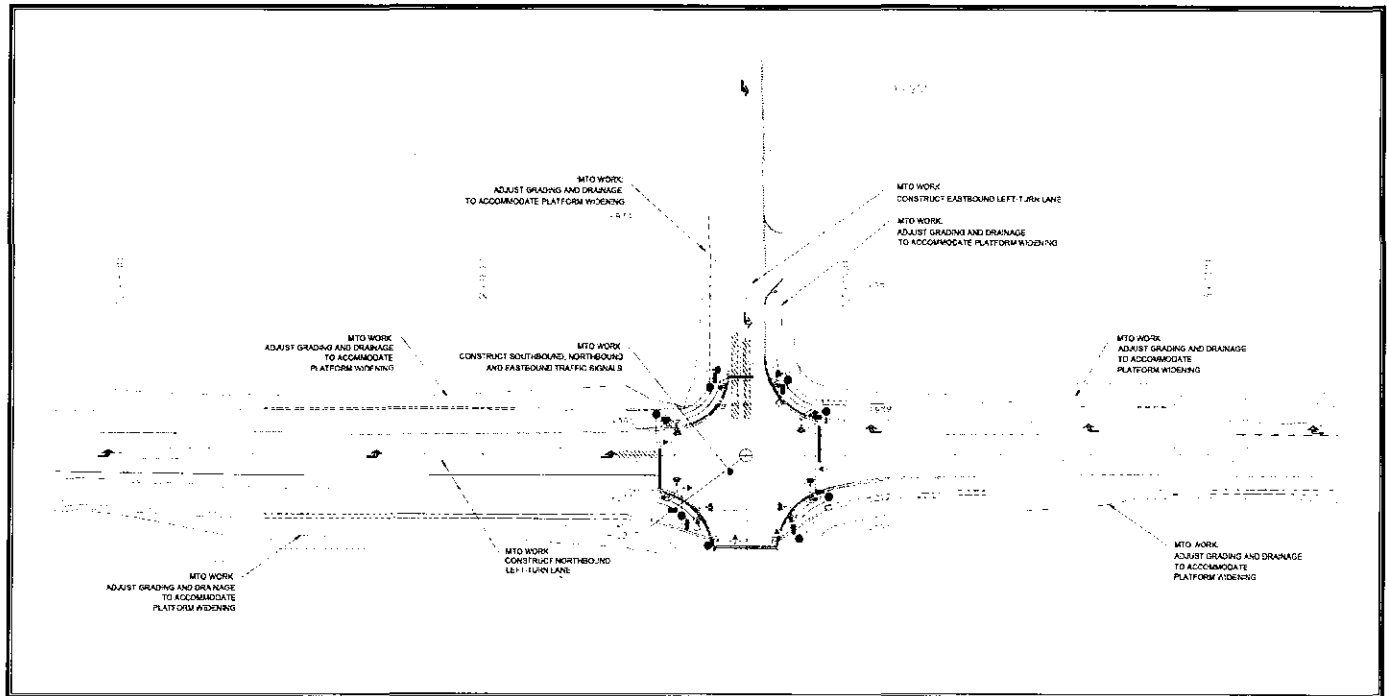 MTO WORK:
ADJUST GRADING AND DRAINAGE
TO ACCOMMODATE PLATFORM WIDENING
MTO WORK
CONSTRUCT EASTBOUND LEFT-TURN LANE
MTO WORK:
ADJUST GRADING AND DRAINAGE
TO ACCOMMODATE PLATFORM WIDENING
MTO WORK:
ADJUST GRADING AND DRAINAGE
TO ACCOMMODATE
PLATFORM WIDENING
MTO WORK
CONSTRUCT SOUTHBOUND, NORTHBOUND
AND EASTBOUND TRAFFIC SIGNALS
MTO WORK
ADJUST GRADING AND DRAINAGE
TO ACCOMMODATE
PLATFORM WIDENING
MTO WORK
ADJUST GRADING AND DRAINAGE
TO ACCOMMODATE
PLATFORM WIDENING
MTO WORK
CONSTRUCT NORTHBOUND
LEFT-TURN LANE
MTO WORK
ADJUST GRADING AND DRAINAGE
TO ACCOMMODATE
PLATFORM WIDENING